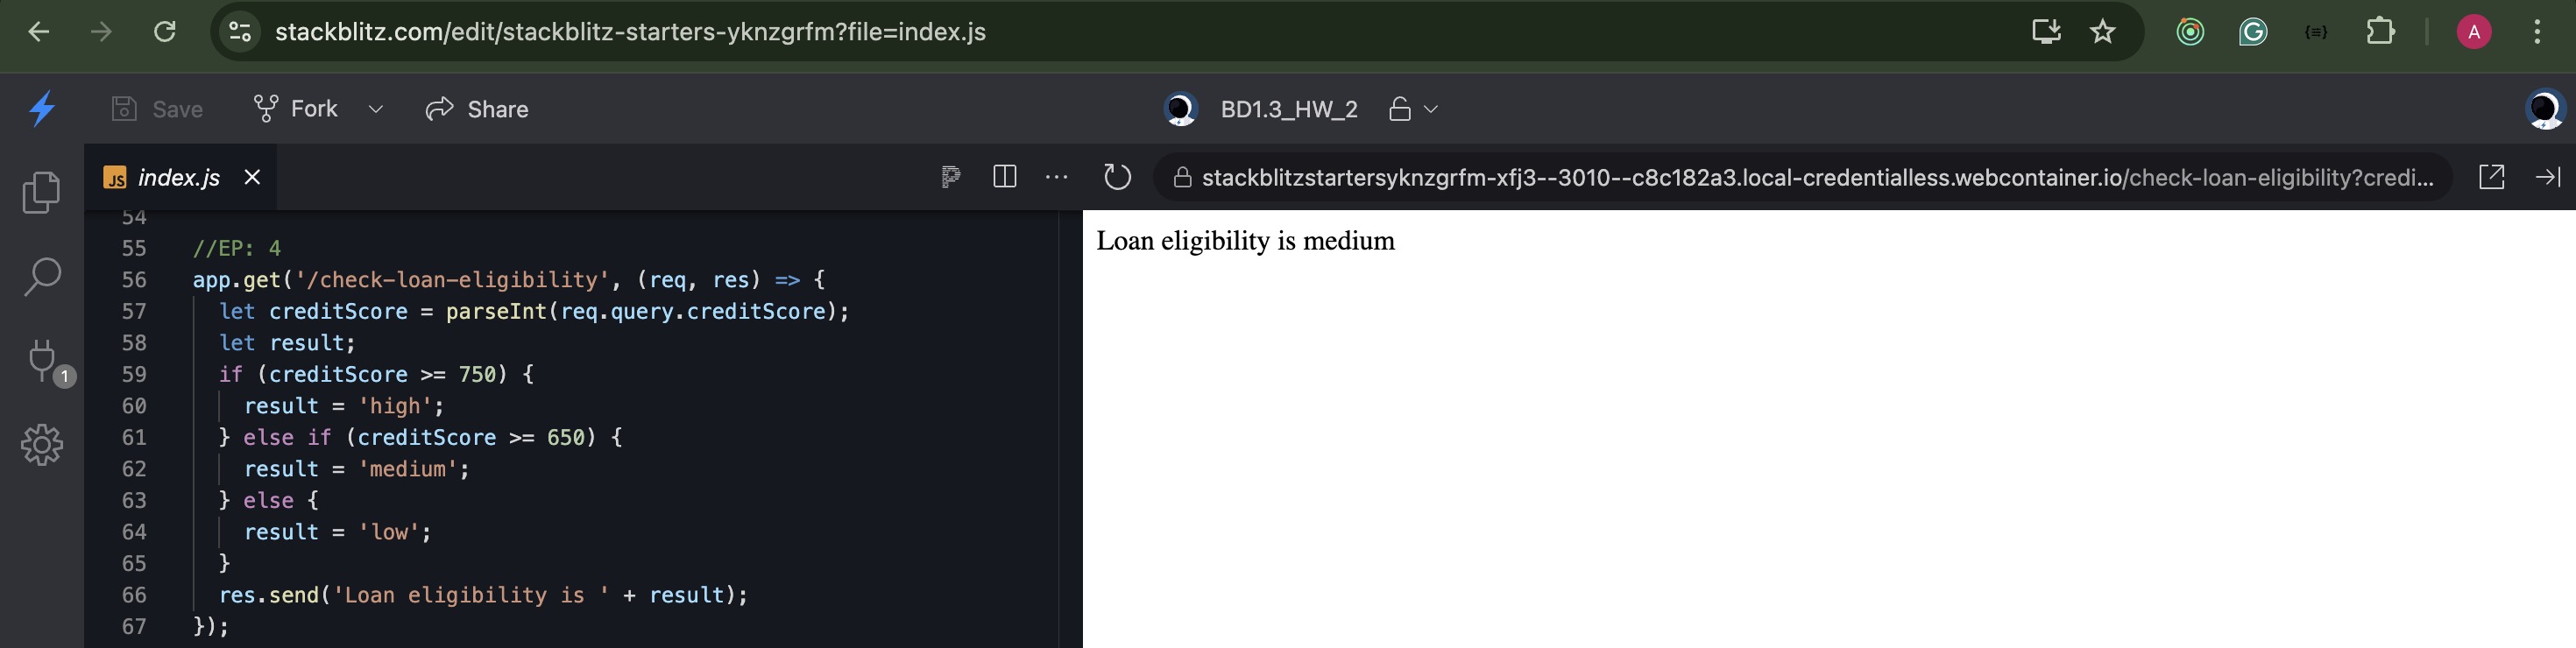 stackblitz.com/edit/stackblitz-starters-yknzgrfm?file=index.js
A
Save
Fork
Share
BD1.3_HW_2
JS index.js
stackblitzstartersyknzgrfm-xfj3--3010--c8c182a3.local-credentialless.webcontainer.io/check-loan-eligibility?credi...
1
54
55 //EP: 4
56 app.get('/check-loan-eligibility', (req, res) => {
57 let creditScore = parseInt(req.query.creditScore);
58 let result;
59 if (creditScore >= 750) {
60 result = 'high';
61 } else if (creditScore >= 650) {
62 result = 'medium';
63 } else {
64 result = 'low';
65 }
66 res.send('Loan eligibility is ' + result);
67 });
Loan eligibility is medium